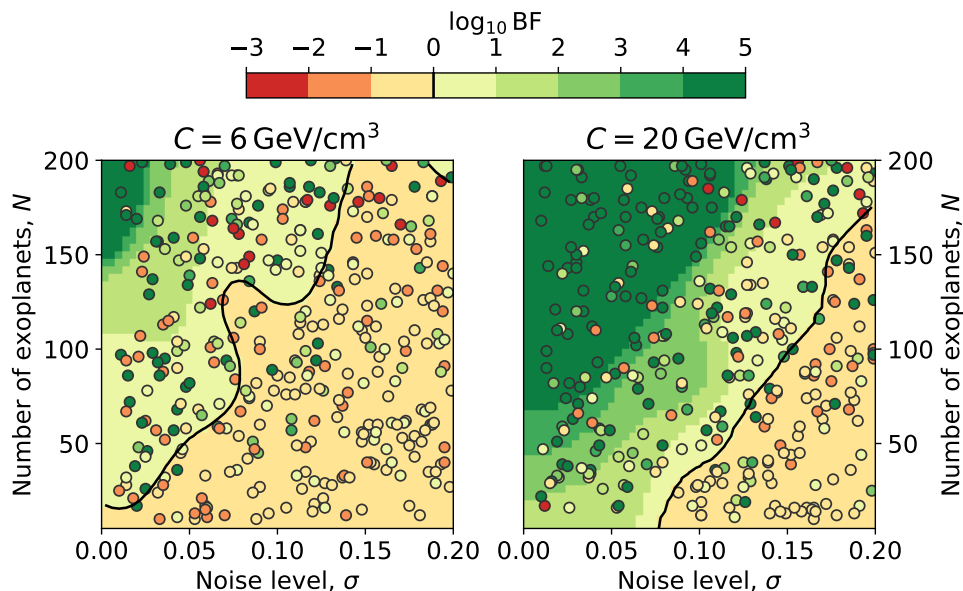 log₁₀ BF
−3 −2 −1 0 1 2 3 4 5
C = 6 GeV/cm³
C = 20 GeV/cm³
Number of exoplanets, N
200
150
100
50
0.00 0.05 0.10 0.15 0.20
Noise level, σ
0.00 0.05 0.10 0.15 0.20
Noise level, σ
200
150
100
50
Number of exoplanets, N